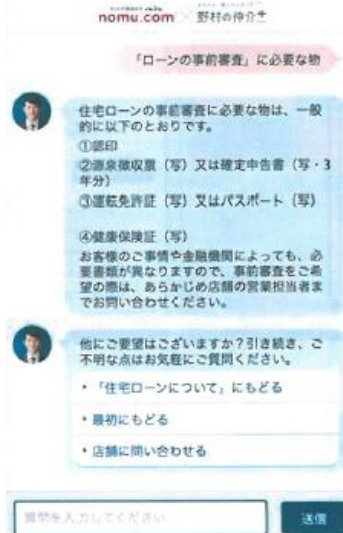 nomu.com × 野村の仲介＋
「ローンの事前審査」に必要な物
住宅ローンの事前審査に必要な物は、一般
的に以下のとおりです。
①認印
②源泉徴収票（写）又は確定申告書（写・3
年分）
③運転免許証（写）又はパスポート（写）
④健康保険証（写）
お客様のご事情や金融機関によっても、必
要書類が異なりますので、事前審査をご希
望の際は、あらかじめ店舗の営業担当者ま
でお問い合わせください。
他にご要望はございますか？引き続き、ご
不明な点はお気軽にご質問ください。
・「住宅ローンについて」にもどる
・最初にもどる
・店舗に問い合わせる
質問を入力してください
送信